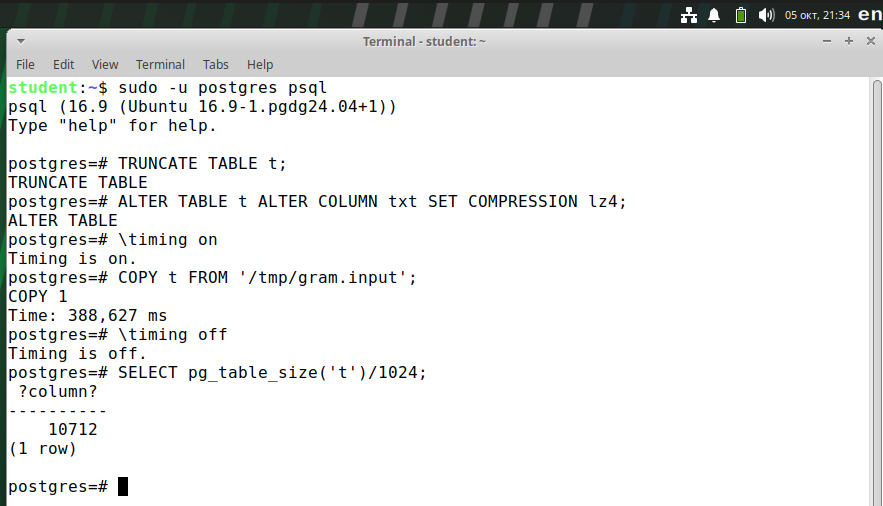 05 окт, 21:34 en
Terminal - student: ~
File Edit View Terminal Tabs Help
student:~$ sudo -u postgres psql
psql (16.9 (Ubuntu 16.9-1.pgdg24.04+1))
Type "help" for help.
postgres=# TRUNCATE TABLE t;
TRUNCATE TABLE
postgres=# ALTER TABLE t ALTER COLUMN txt SET COMPRESSION lz4;
ALTER TABLE
postgres=# \timing on
Timing is on.
postgres=# COPY t FROM '/tmp/gram.input';
COPY 1
Time: 388,627 ms
postgres=# \timing off
Timing is off.
postgres=# SELECT pg_table_size('t')/1024;
?column?
----------
10712
(1 row)
postgres=#